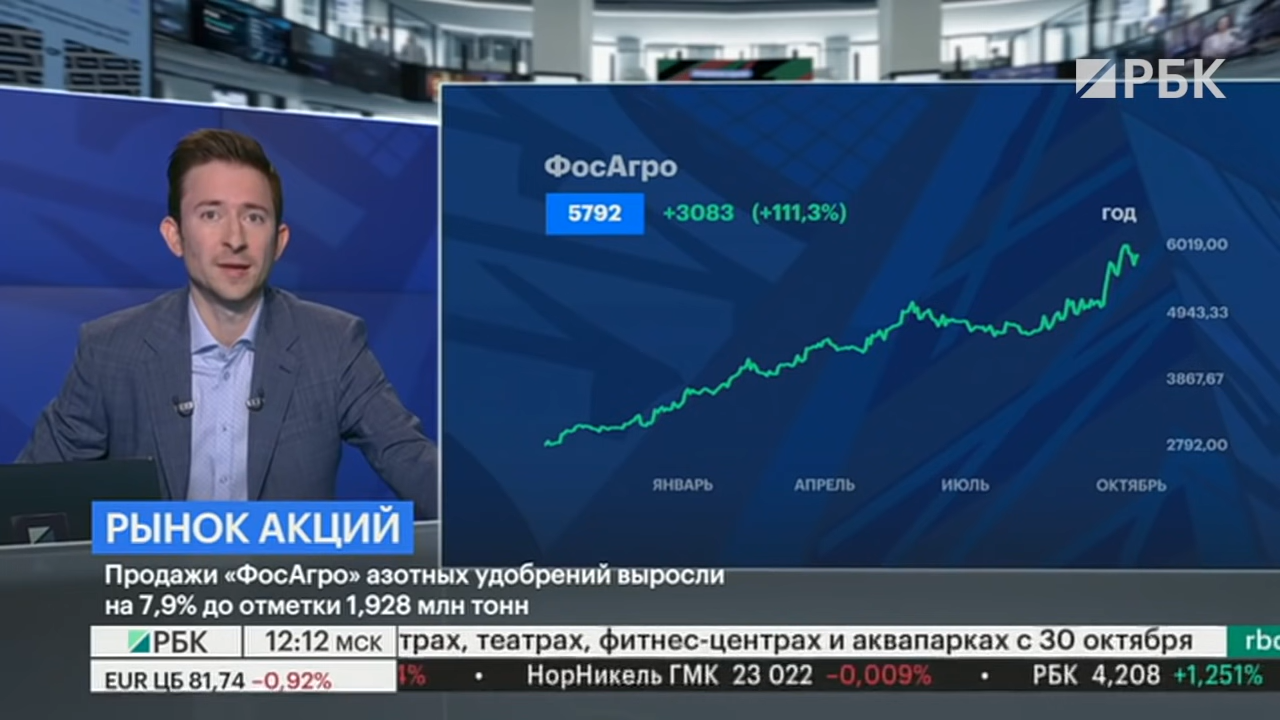 РБК
ФосАгро
5792 +3083 (+111,3%)
год
6019,00
4943,33
3867,67
2792,00
ЯНВАРЬ АПРЕЛЬ ИЮЛЬ ОКТЯБРЬ
РЫНОК АКЦИЙ
Продажи «ФосАгро» азотных удобрений выросли
на 7,9% до отметки 1,928 млн тонн
РБК 12:12 МСК трах, театрах, фитнес-центрах и аквапарках с 30 октября rbc
EUR ЦБ 81,74 −0,92% % • НорНикель ГМК 23 022 −0,009% • РБК 4,208 +1,251%